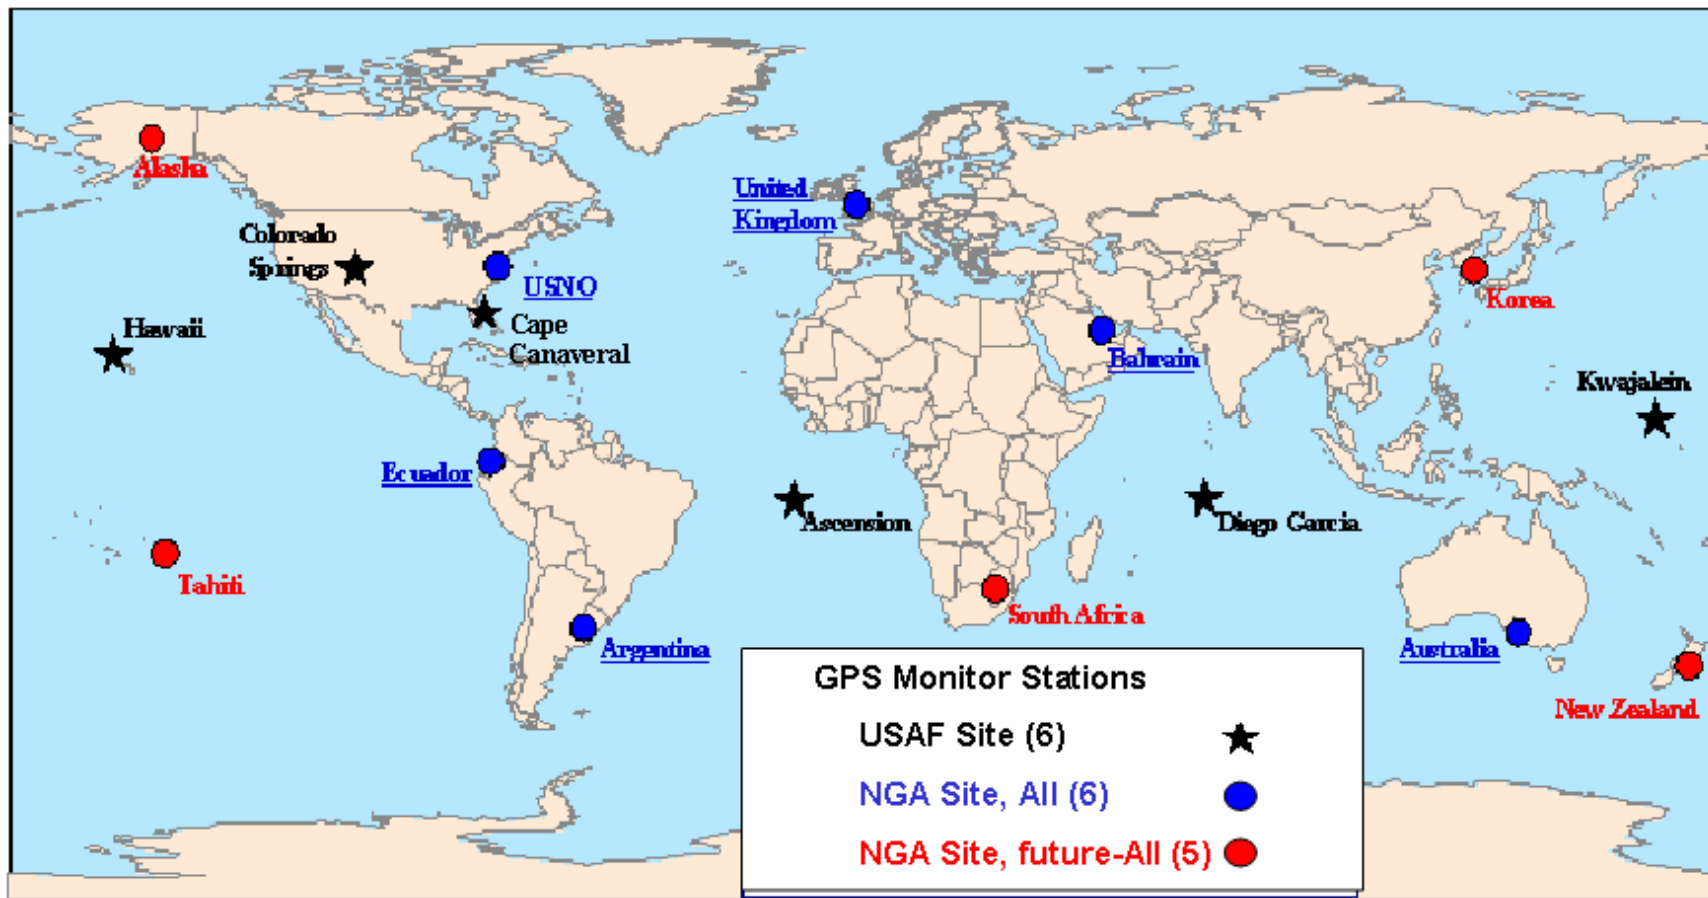 Alasha
United
Kingdom
Colorado
Springs
USNO
Korea
Hawaii
Cape
Canaveral
Bahrain
Kwajalein
Ecuador
Ascension
Diego Garcia
Tahiti
South Africa
Argentina
Australia
New Zealand
GPS Monitor Stations
USAF Site (6)
NGA Site, All (6)
NGA Site, future-All (5)